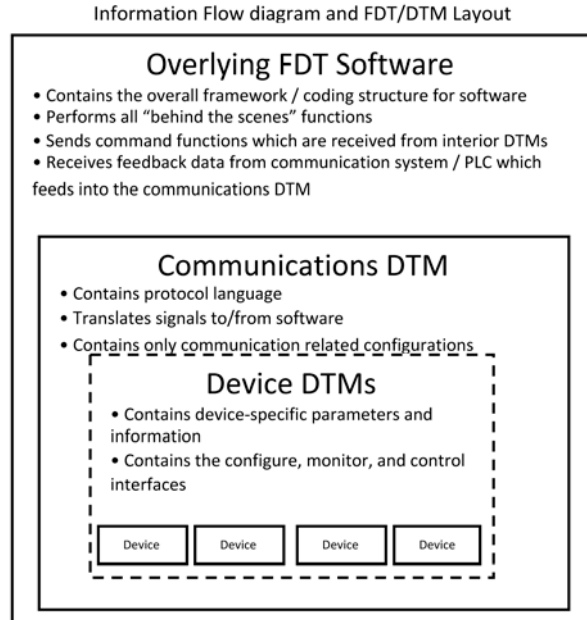 Information Flow diagram and FDT/DTM Layout
Overlying FDT Software
• Contains the overall framework / coding structure for software
• Performs all “behind the scenes” functions
• Sends command functions which are received from interior DTMs
• Receives feedback data from communication system / PLC which
feeds into the communications DTM
Communications DTM
• Contains protocol language
• Translates signals to/from software
• Contains only communication related configurations
Device DTMs
• Contains device-specific parameters and
information
• Contains the configure, monitor, and control
interfaces
Device Device Device Device